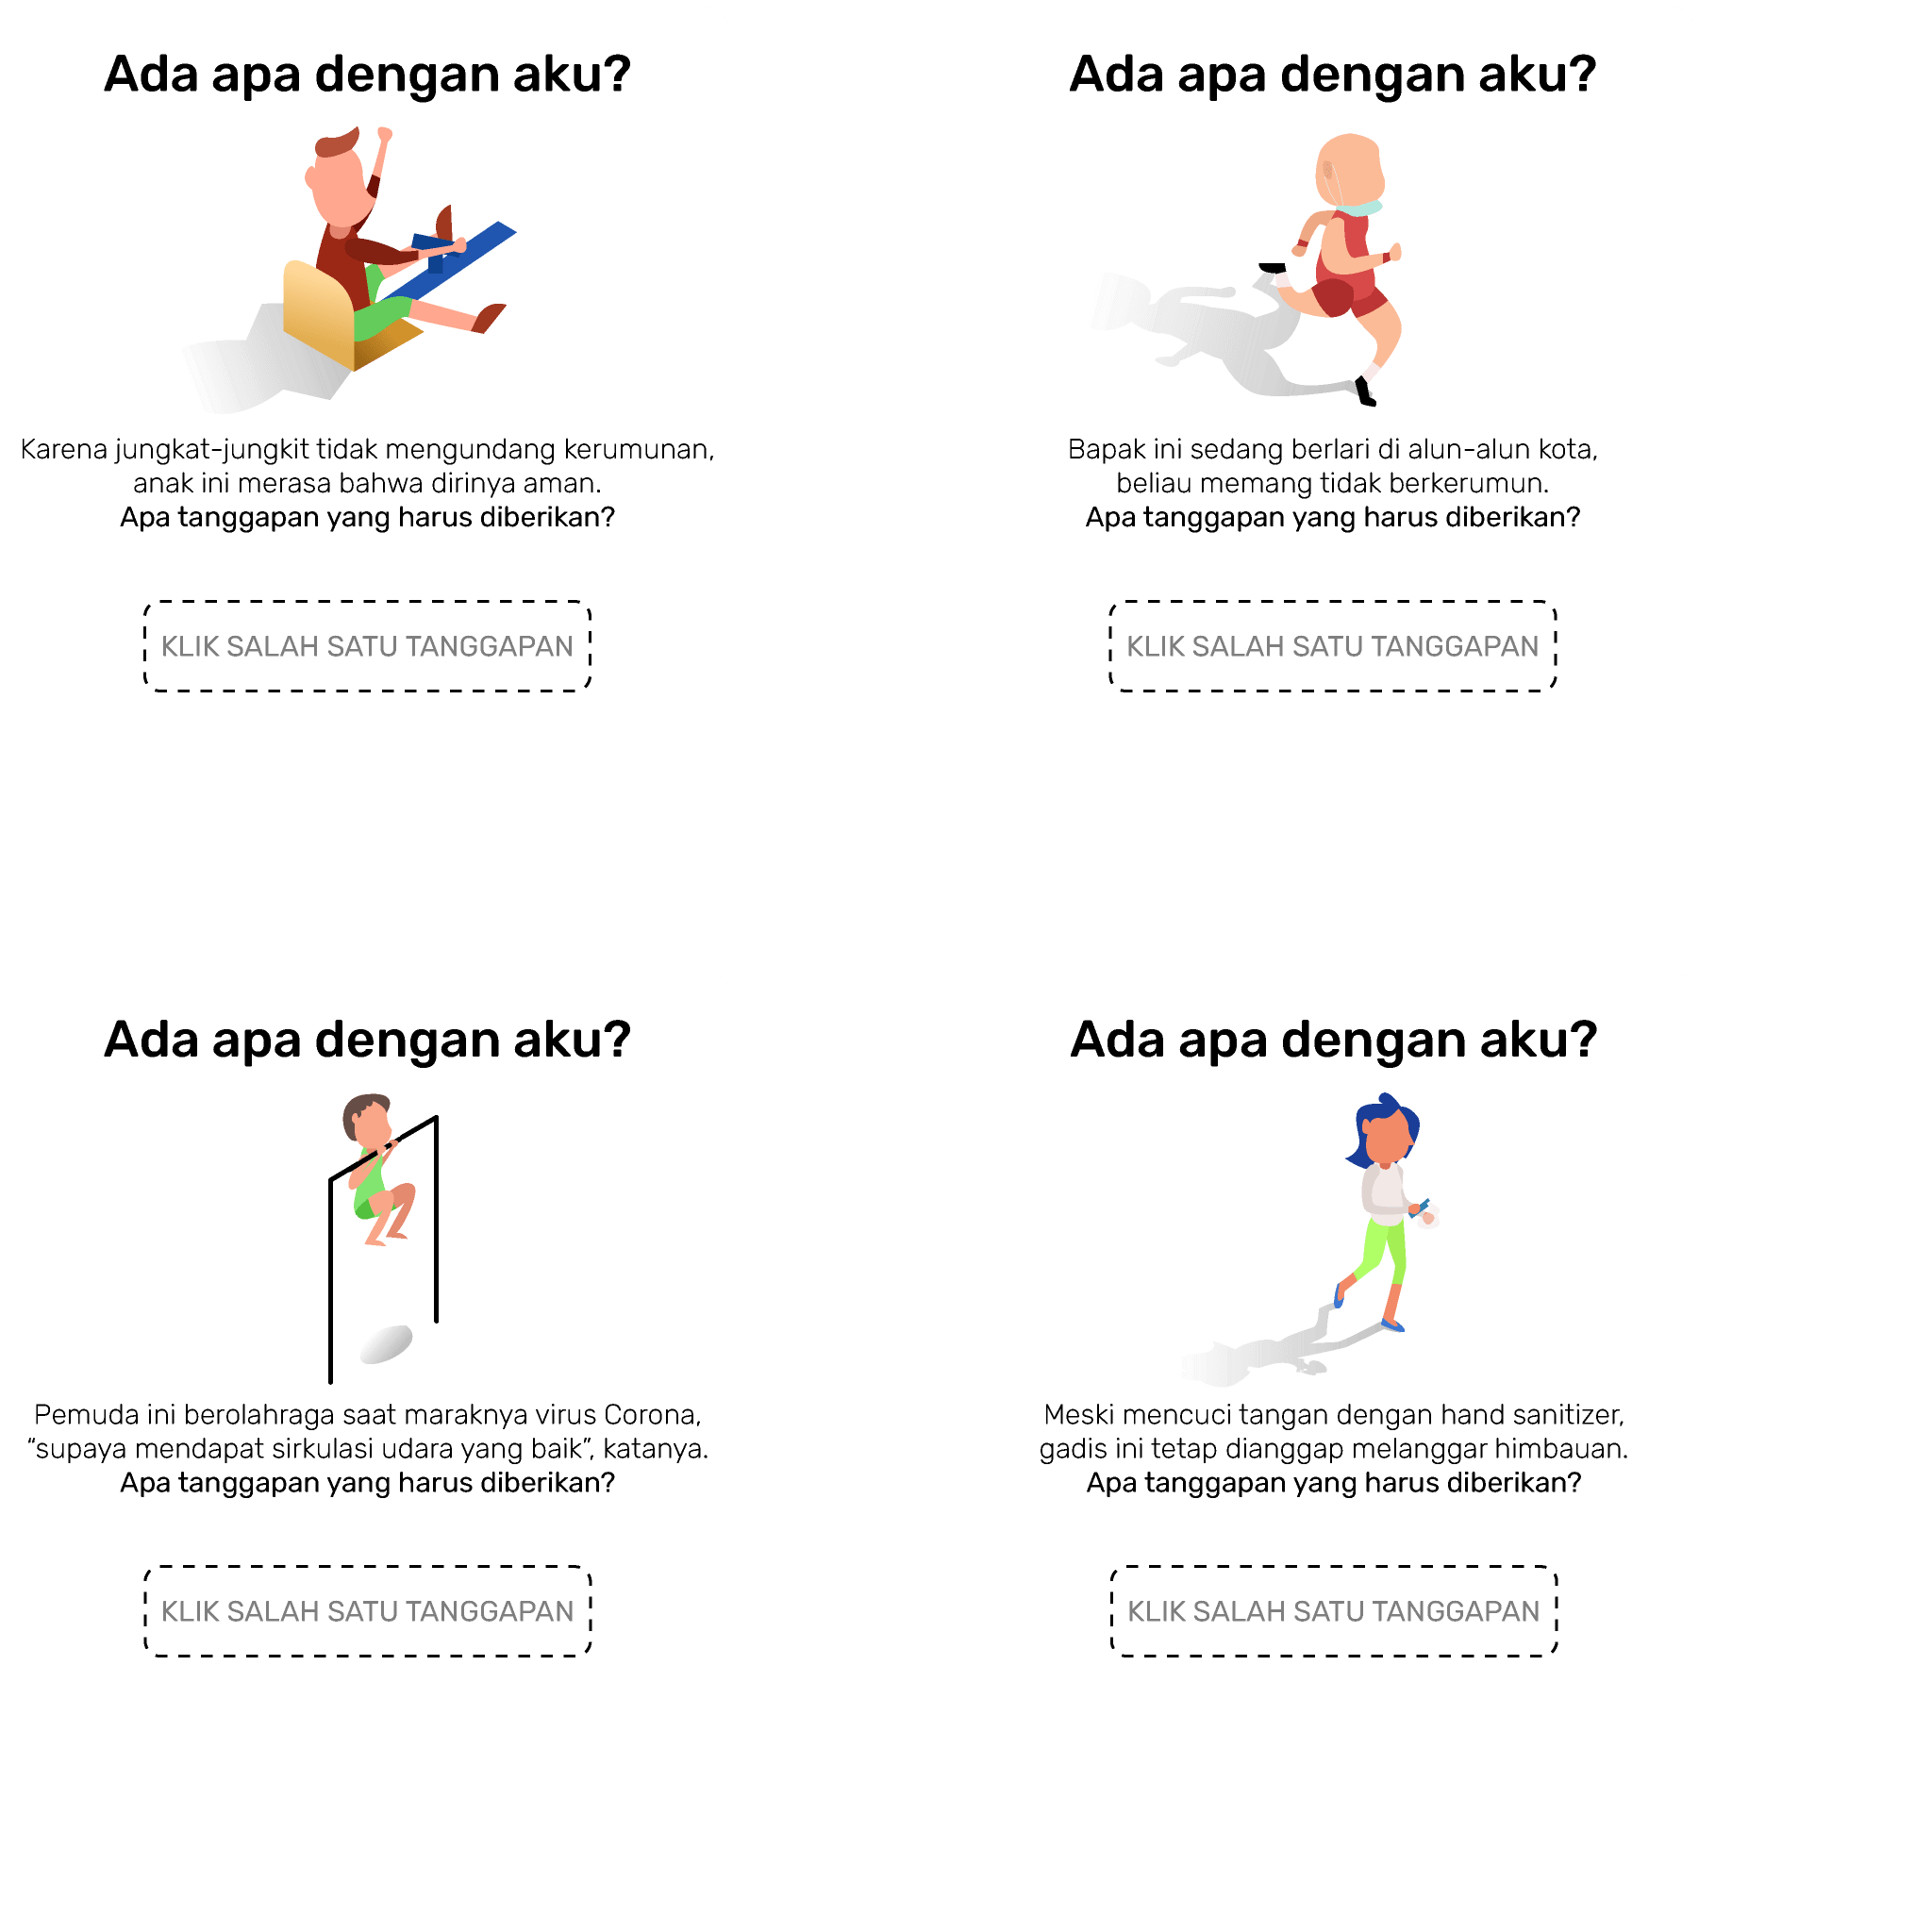 Ada apa dengan aku?
Karena jungkat-jungkit tidak mengundang kerumunan,
anak ini merasa bahwa dirinya aman.
Apa tanggapan yang harus diberikan?
KLIK SALAH SATU TANGGAPAN
Ada apa dengan aku?
Bapak ini sedang berlari di alun-alun kota,
beliau memang tidak berkerumun.
Apa tanggapan yang harus diberikan?
KLIK SALAH SATU TANGGAPAN
Ada apa dengan aku?
Pemuda ini berolahraga saat maraknya virus Corona,
“supaya mendapat sirkulasi udara yang baik”, katanya.
Apa tanggapan yang harus diberikan?
KLIK SALAH SATU TANGGAPAN
Ada apa dengan aku?
Meski mencuci tangan dengan hand sanitizer,
gadis ini tetap dianggap melanggar himbauan.
Apa tanggapan yang harus diberikan?
KLIK SALAH SATU TANGGAPAN